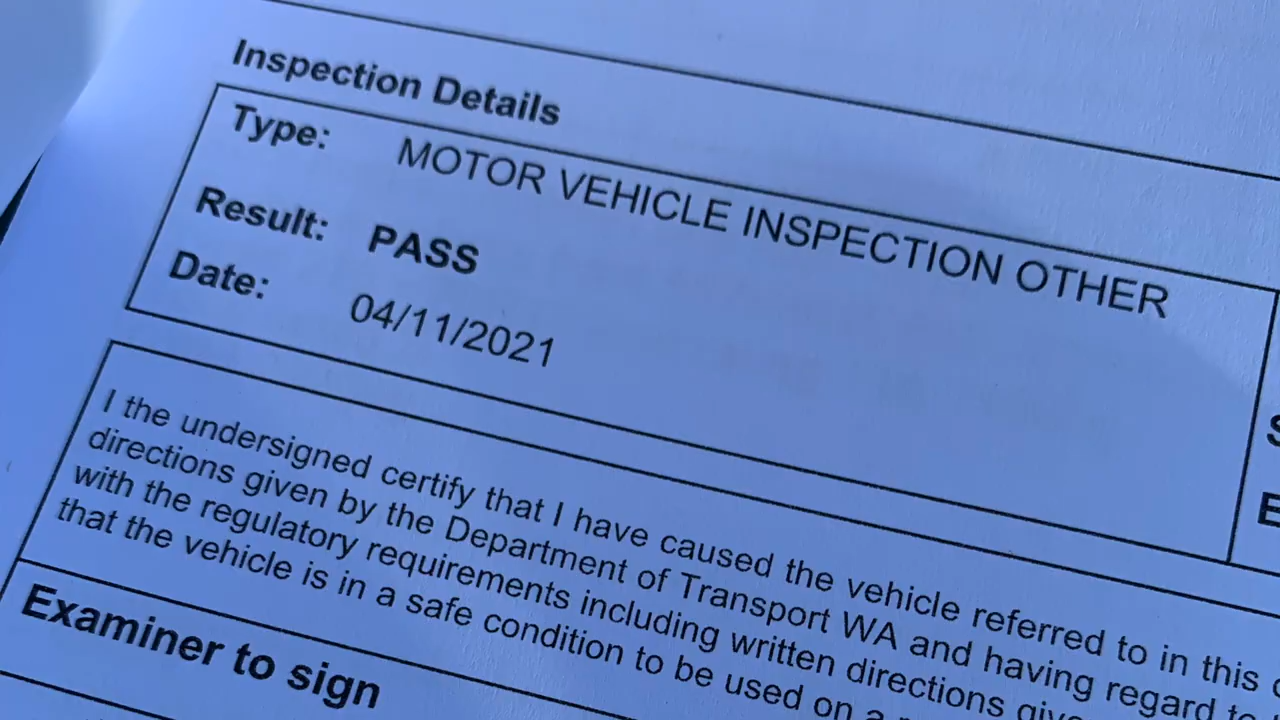 Inspection Details
Type: MOTOR VEHICLE INSPECTION OTHER
Result: PASS
Date: 04/11/2021
I the undersigned certify that I have caused the vehicle referred to in this
directions given by the Department of Transport WA and having regard to
with the regulatory requirements including written directions
that the vehicle is in a safe condition to be used on a
Examiner to sign